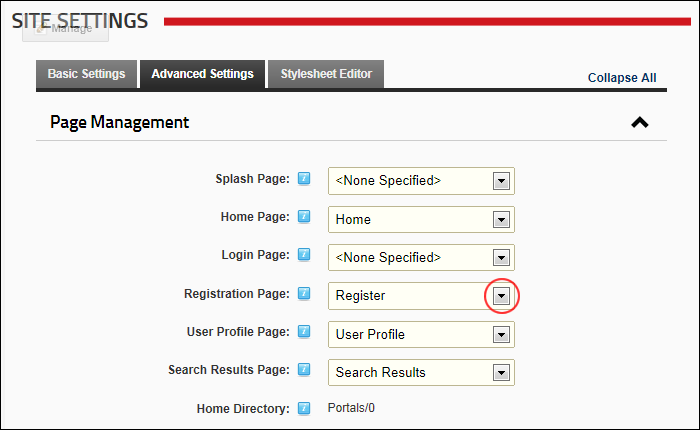 SITE SETTINGS
Manage
Basic Settings Advanced Settings Stylesheet Editor Collapse All
Page Management
Splash Page: <None Specified>
Home Page: Home
Login Page: <None Specified>
Registration Page: Register
User Profile Page: User Profile
Search Results Page: Search Results
Home Directory: Portals/0